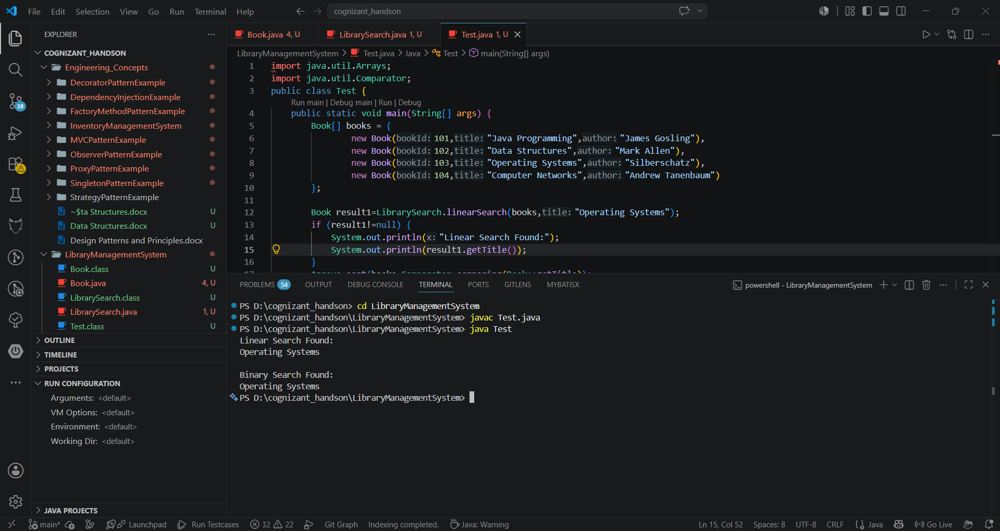 File Edit Selection View Go Run Terminal Help
cognizant_handson
EXPLORER
COGNIZANT_HANDSON
Engineering_Concepts
DecoratorPatternExample
DependencyInjectionExample
FactoryMethodPatternExample
InventoryManagementSystem
MVCPatternExample
ObserverPatternExample
ProxyPatternExample
SingletonPatternExample
StrategyPatternExample
~$ta Structures.docx U
Data Structures.docx U
Design Patterns and Principles.docx
LibraryManagementSystem
Book.class U
Book.java 4, U
LibrarySearch.class U
LibrarySearch.java 1, U
Test.class U
OUTLINE
TIMELINE
PROJECTS
RUN CONFIGURATION
Arguments: <default>
VM Options: <default>
Environment: <default>
Working Dir: <default>
JAVA PROJECTS
38
Book.java 4, U LibrarySearch.java 1, U Test.java 1, U
LibraryManagementSystem > Test.java > Java > Test > main(String[] args)
1 import java.util.Arrays;
2 import java.util.Comparator;
3 public class Test {
Run main | Debug main | Run | Debug
4 public static void main(String[] args) {
5 Book[] books = {
6 new Book(bookId: 101,title: "Java Programming",author: "James Gosling"),
7 new Book(bookId: 102,title: "Data Structures",author: "Mark Allen"),
8 new Book(bookId: 103,title: "Operating Systems",author: "Silberschatz"),
9 new Book(bookId: 104,title: "Computer Networks",author: "Andrew Tanenbaum")
10 };
11
12 Book result1=LibrarySearch.linearSearch(books,title: "Operating Systems");
13 if (result1!=null) {
14 System.out.println(x: "Linear Search Found:");
15 System.out.println(result1.getTitle());
16 }
17 Arrays.sort(books,Comparator.comparing(Book::getTitle));
PROBLEMS 54 OUTPUT DEBUG CONSOLE TERMINAL PORTS GITLENS MYBATISX
powershell - LibraryManagementSystem
PS D:\cognizant_handson> cd LibraryManagementSystem
PS D:\cognizant_handson\LibraryManagementSystem> javac Test.java
PS D:\cognizant_handson\LibraryManagementSystem> java Test
Linear Search Found:
Operating Systems
Binary Search Found:
Operating Systems
PS D:\cognizant_handson\LibraryManagementSystem>
main* Launchpad Run Testcases 32 22 Git Graph Indexing completed. Java: Warning
Ln 15, Col 52 Spaces: 8 UTF-8 CRLF {} Java Go Live